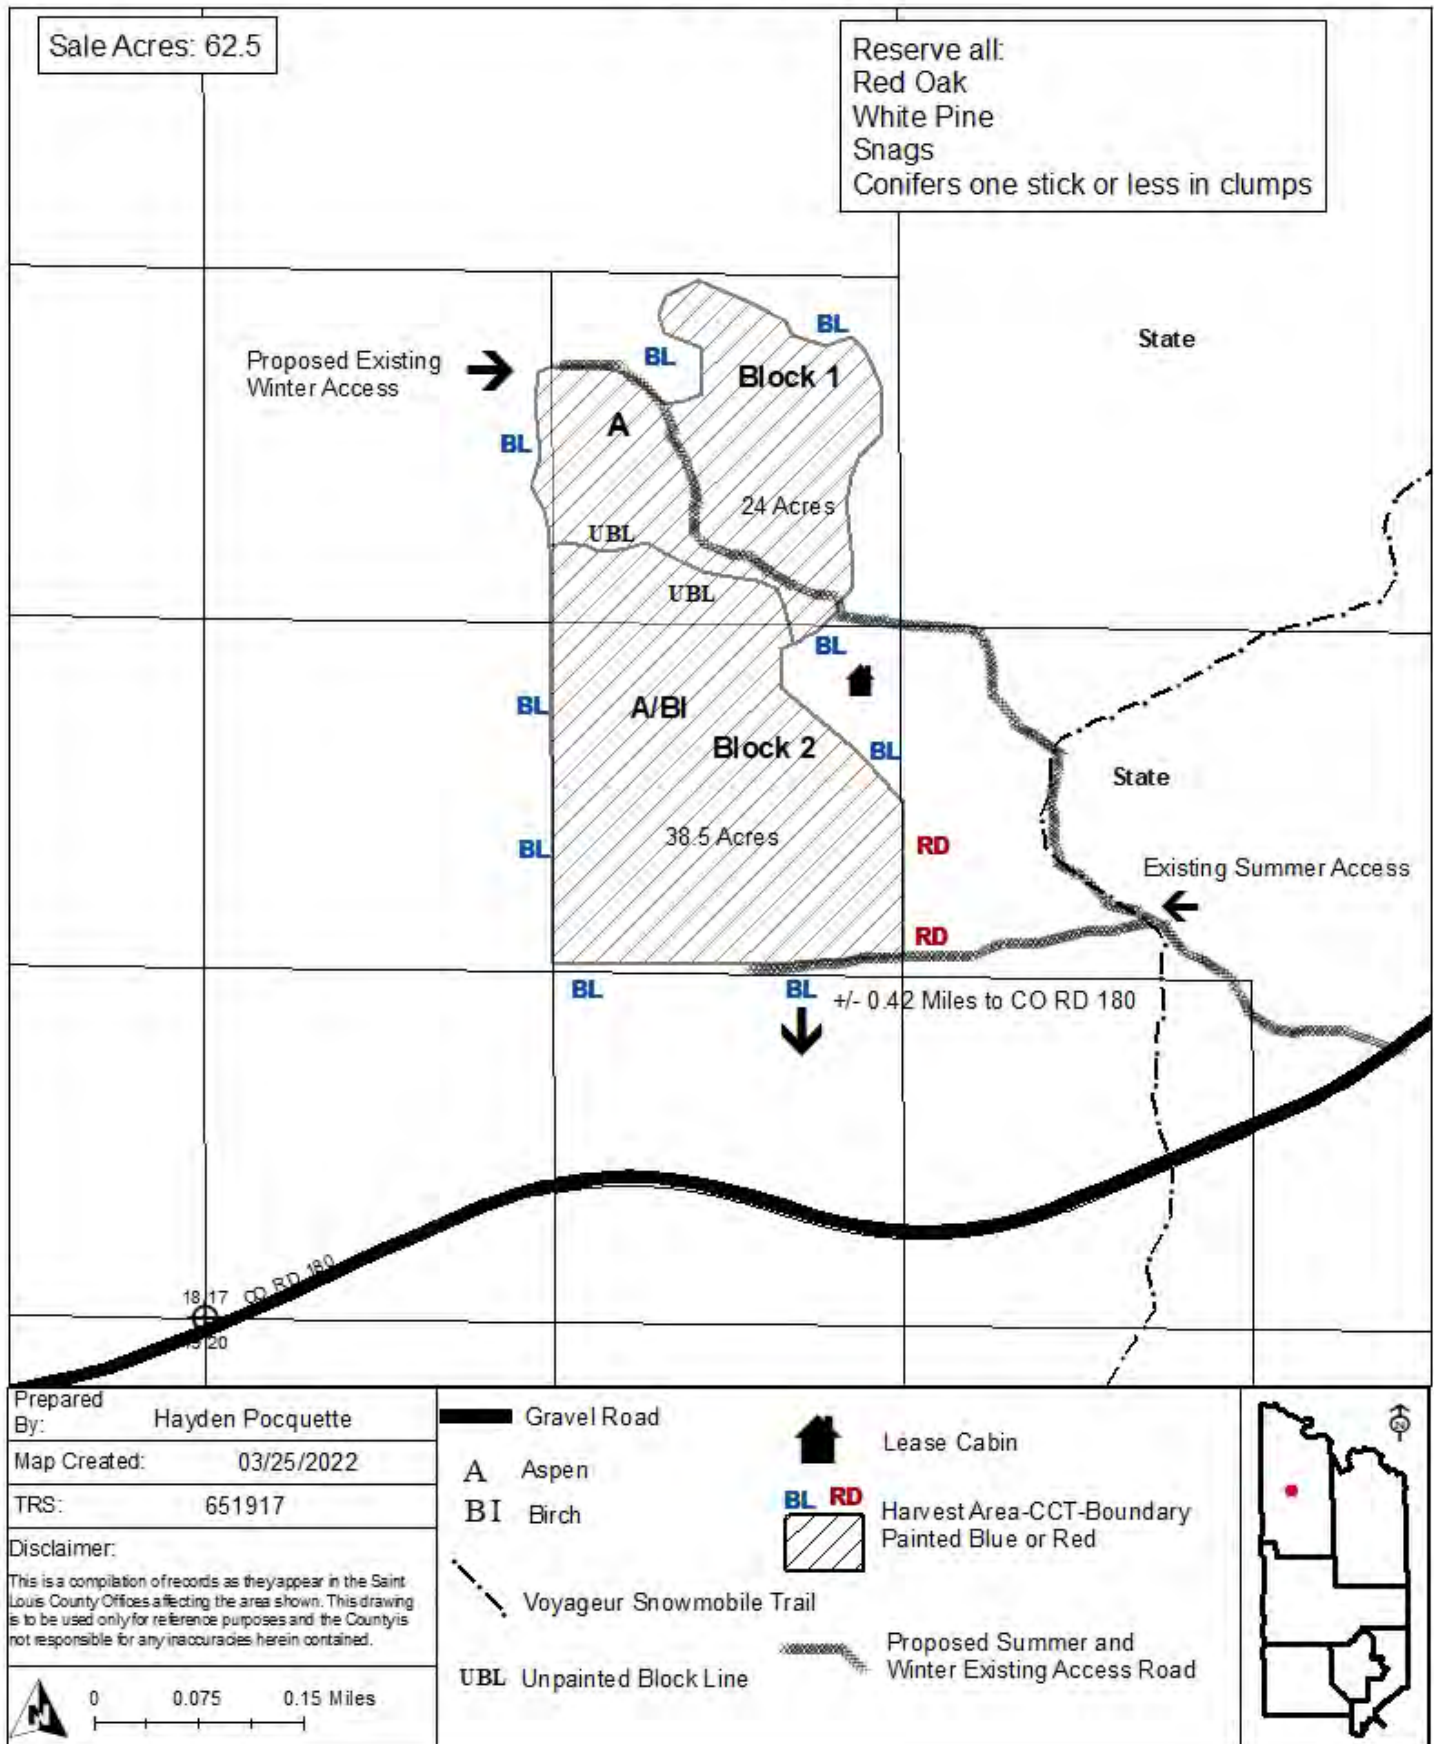 Sale Acres: 62.5
Reserve all:
Red Oak
White Pine
Snags
Conifers one stick or less in clumps
State
BL
BL
Block 1
Proposed Existing
Winter Access
A
BL
24 Acres
UBL
UBL
BL
A/BI
BL
Block 2
BL
State
38.5 Acres
BL
RD
Existing Summer Access
RD
BL
BL
+/- 0.42 Miles to CO RD 180
CO RD 180
18 17
20
Prepared
By:
Hayden Pocquette
Map Created: 03/25/2022
TRS: 651917
Disclaimer:
This is a compilation of records as they appear in the Saint
Louis County Offices affecting the area shown. This drawing
is to be used only for reference purposes and the County is
not responsible for any inaccuracies herein contained.
N
0 0.075 0.15 Miles
Gravel Road
A Aspen
BI Birch
Voyageur Snowmobile Trail
UBL Unpainted Block Line
Lease Cabin
BL RD
Harvest Area-CCT-Boundary
Painted Blue or Red
Proposed Summer and
Winter Existing Access Road